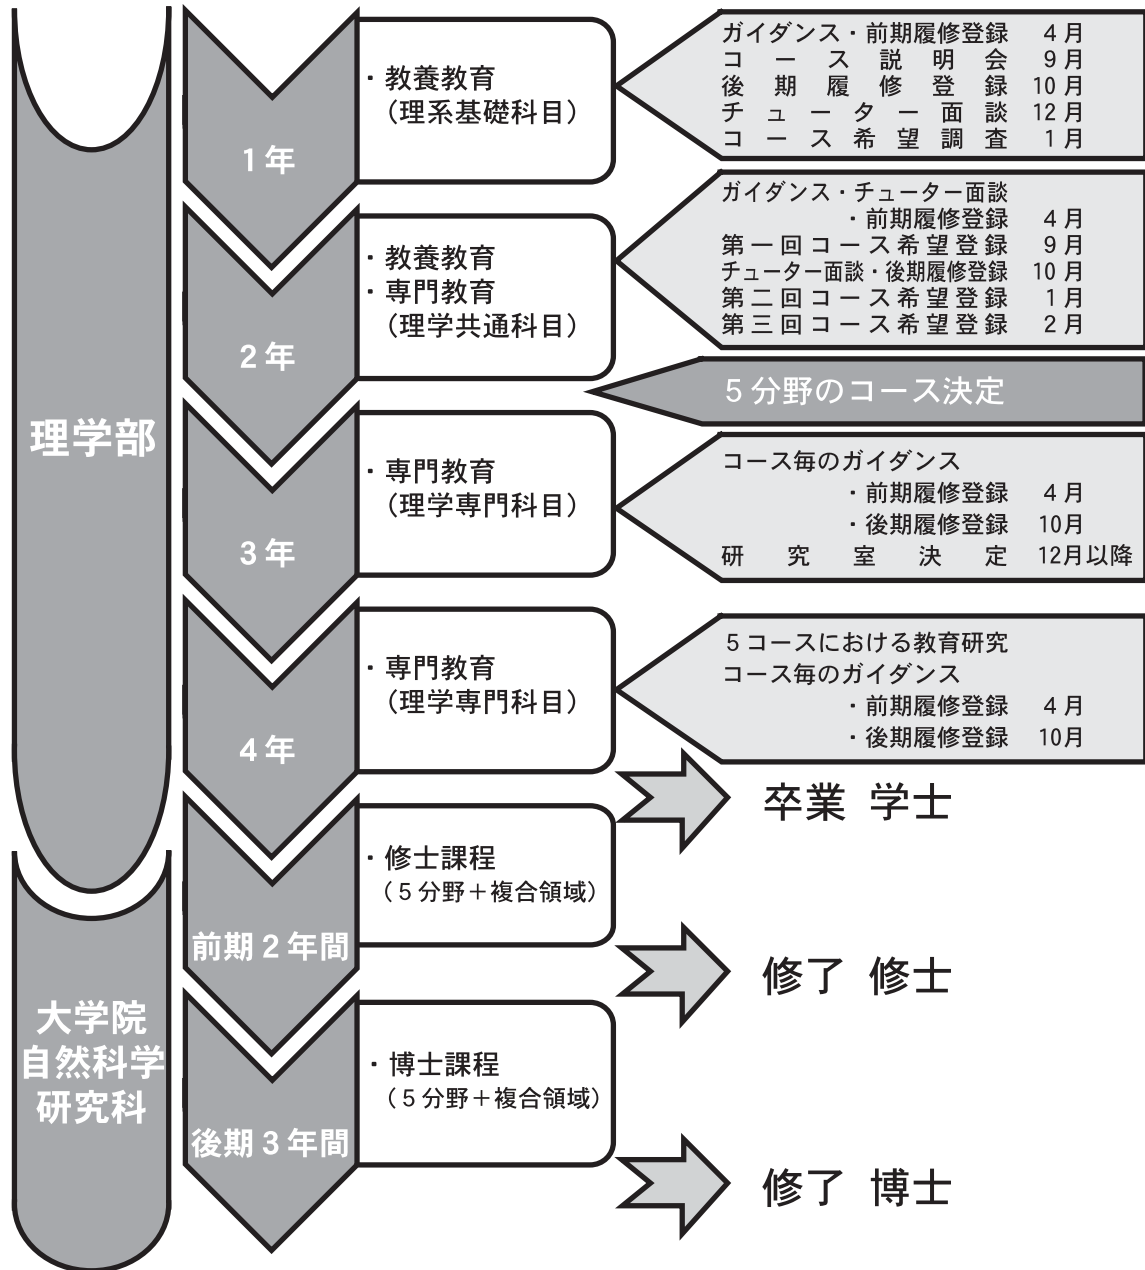 理学部
1年
・教養教育
(理系基礎科目)
ガイダンス・前期履修登録 4月
コース説明会 9月
後期履修登録 10月
チューター面談 12月
コース希望調査 1月
2年
・教養教育
・専門教育
(理学共通科目)
ガイダンス・チューター面談
・前期履修登録 4月
第一回コース希望登録 9月
チューター面談・後期履修登録 10月
第二回コース希望登録 1月
第三回コース希望登録 2月
5分野のコース決定
3年
・専門教育
(理学専門科目)
コース毎のガイダンス
・前期履修登録 4月
・後期履修登録 10月
研究室決定 12月以降
4年
・専門教育
(理学専門科目)
5コースにおける教育研究
コース毎のガイダンス
・前期履修登録 4月
・後期履修登録 10月
卒業 学士
大学院
自然科学
研究科
前期2年間
・修士課程
(5分野+複合領域)
修了 修士
後期3年間
・博士課程
(5分野+複合領域)
修了 博士